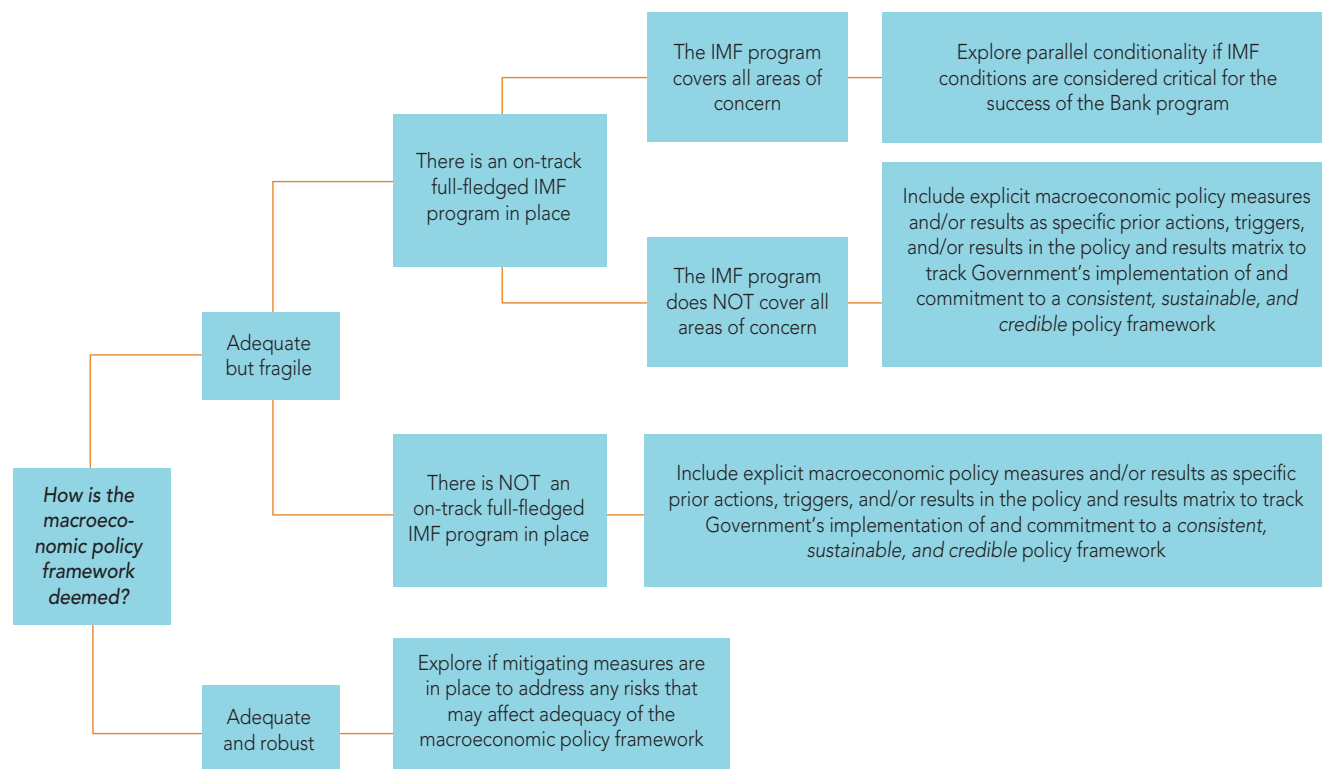 How is the
macroeco-
nomic policy
framework
deemed?
Adequate
but fragile
There is an on-track
full-fledged IMF
program in place
The IMF program
covers all areas of
concern
Explore parallel conditionality if IMF
conditions are considered critical for the
success of the Bank program
The IMF program
does NOT cover all
areas of concern
Include explicit macroeconomic policy measures
and/or results as specific prior actions, triggers,
and/or results in the policy and results matrix to
track Government’s implementation of and
commitment to a consistent, sustainable, and
credible policy framework
There is NOT an
on-track full-fledged
IMF program in place
Include explicit macroeconomic policy measures and/or results as specific
prior actions, triggers, and/or results in the policy and results matrix to track
Government’s implementation of and commitment to a consistent,
sustainable, and credible policy framework
Adequate
and robust
Explore if mitigating measures are
in place to address any risks that
may affect adequacy of the
macroeconomic policy framework